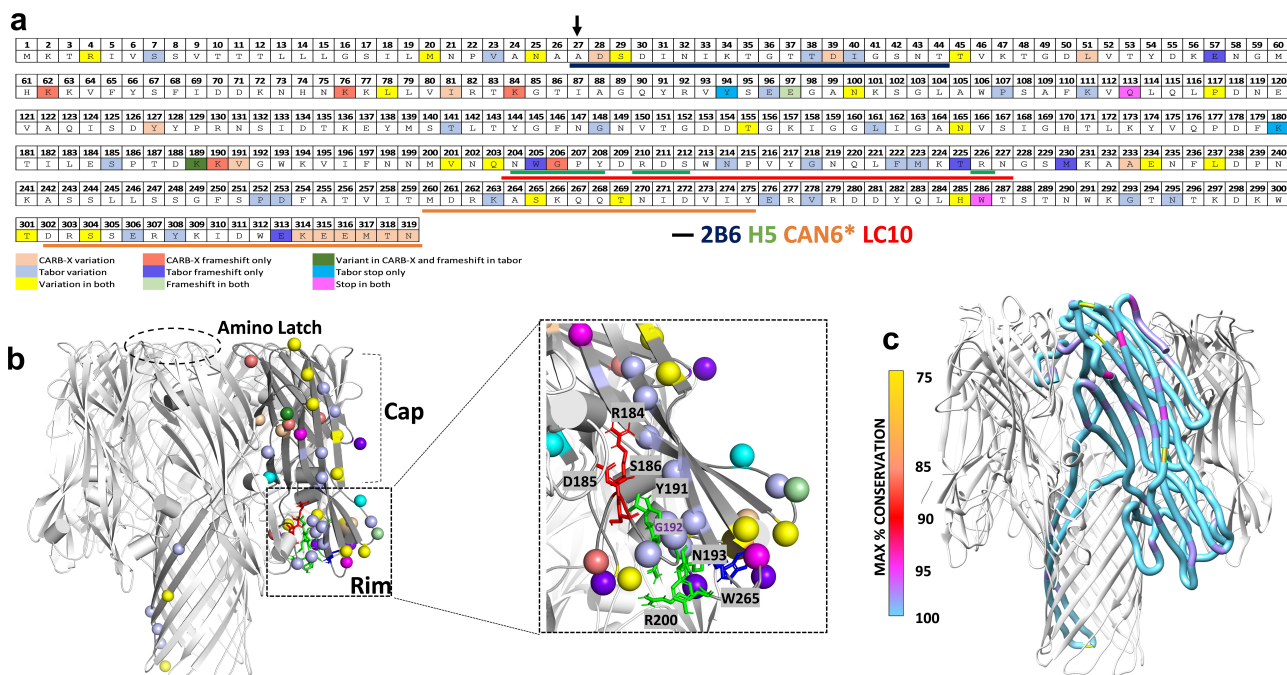 a
1 2 3 4 5 6 7 8 9 10 11 12 13 14 15 16 17 18 19 20 21 22 23 24 25 26 27 28 29 30 31 32 33 34 35 36 37 38 39 40 41 42 43 44 45 46 47 48 49 50 51 52 53 54 55 56 57 58 59 60
M K T R I V S S V T T T L L L G S I L M N P V A N A A D S D I N I K T G T T D I G S N T T V K T G D L V T Y D K E N G M
61 62 63 64 65 66 67 68 69 70 71 72 73 74 75 76 77 78 79 80 81 82 83 84 85 86 87 88 89 90 91 92 93 94 95 96 97 98 99 100 101 102 103 104 105 106 107 108 109 110 111 112 113 114 115 116 117 118 119 120
H K K V F Y S F I D D K N H N K K L L V I R T K G T I A G Q Y R V Y S E E G A N K S G L A W P S A F K V Q L Q L P D N E
121 122 123 124 125 126 127 128 129 130 131 132 133 134 135 136 137 138 139 140 141 142 143 144 145 146 147 148 149 150 151 152 153 154 155 156 157 158 159 160 161 162 163 164 165 166 167 168 169 170 171 172 173 174 175 176 177 178 179 180
V A Q I S D Y Y P R N S I D T K E Y M S T L T Y G F N G N V T G D D T G K I G G L I G A N V S I G H T L K Y V Q P D F K
181 182 183 184 185 186 187 188 189 190 191 192 193 194 195 196 197 198 199 200 201 202 203 204 205 206 207 208 209 210 211 212 213 214 215 216 217 218 219 220 221 222 223 224 225 226 227 228 229 230 231 232 233 234 235 236 237 238 239 240
T I L E S P T D K K V G W K V I F N N M V N Q N W G P Y D R D S W N P V Y G N Q L F M K T R N G S M K A A E N F L D P N
241 242 243 244 245 246 247 248 249 250 251 252 253 254 255 256 257 258 259 260 261 262 263 264 265 266 267 268 269 270 271 272 273 274 275 276 277 278 279 280 281 282 283 284 285 286 287 288 289 290 291 292 293 294 295 296 297 298 299 300
K A S S L L S S G F S P D F A T V I T M D R K A S K Q Q T N I D V I Y E R V R D D Y Q L H W T S T N W K G T N T K D K W
301 302 303 304 305 306 307 308 309 310 311 312 313 314 315 316 317 318 319
T D R S S E R Y K I D W E K E E M T N
2B6 H5 CAN6* LC10
CARB-X variation
CARB-X frameshift only
Variant in CARB-X and frameshift in tabor
Tabor variation
Tabor frameshift only
Tabor stop only
Variation in both
Frameshift in both
Stop in both
b
Amino Latch
Cap
Rim
R184
S186
D185
Y191
G192
N193
W265
R200
c
MAX % CONSERVATION
75
85
90
95
100